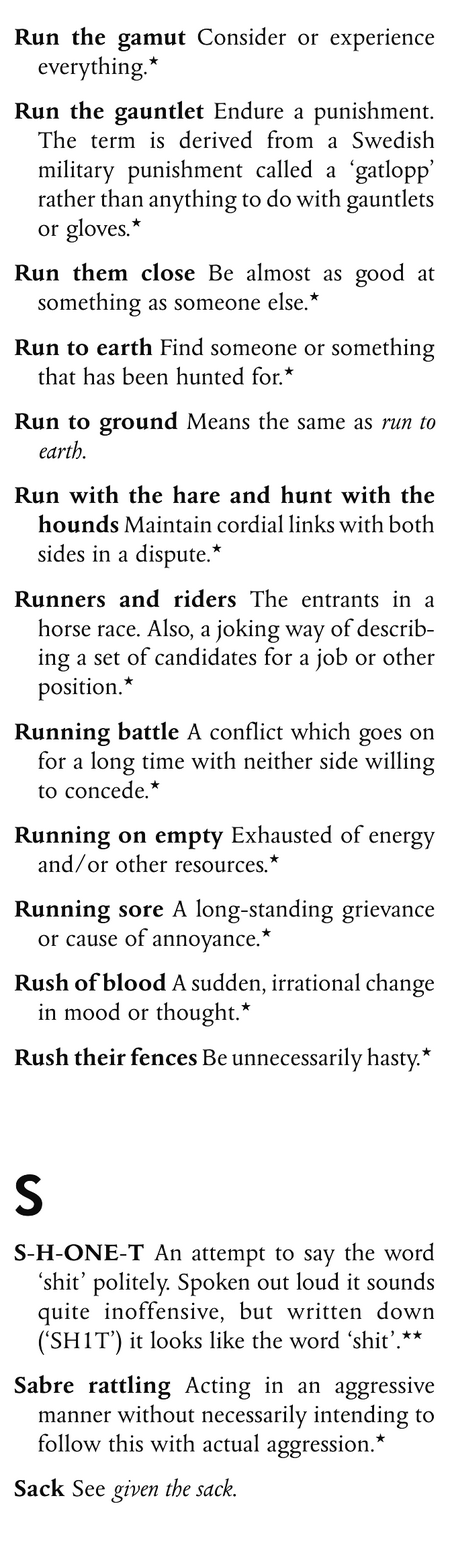 Run the gamut Consider or experience
everything.★
Run the gauntlet Endure a punishment.
The term is derived from a Swedish
military punishment called a ‘gatlopp’
rather than anything to do with gauntlets
or gloves.★
Run them close Be almost as good at
something as someone else.★
Run to earth Find someone or something
that has been hunted for.★
Run to ground Means the same as run to
earth.
Run with the hare and hunt with the
hounds Maintain cordial links with both
sides in a dispute.★
Runners and riders The entrants in a
horse race. Also, a joking way of describ-
ing a set of candidates for a job or other
position.★
Running battle A conflict which goes on
for a long time with neither side willing
to concede.★
Running on empty Exhausted of energy
and/or other resources.★
Running sore A long-standing grievance
or cause of annoyance.★
Rush of blood A sudden, irrational change
in mood or thought.★
Rush their fences Be unnecessarily hasty.★
S
S-H-ONE-T An attempt to say the word
‘shit’ politely. Spoken out loud it sounds
quite inoffensive, but written down
(‘SH1T’) it looks like the word ‘shit’.★★
Sabre rattling Acting in an aggressive
manner without necessarily intending to
follow this with actual aggression.★
Sack See given the sack.